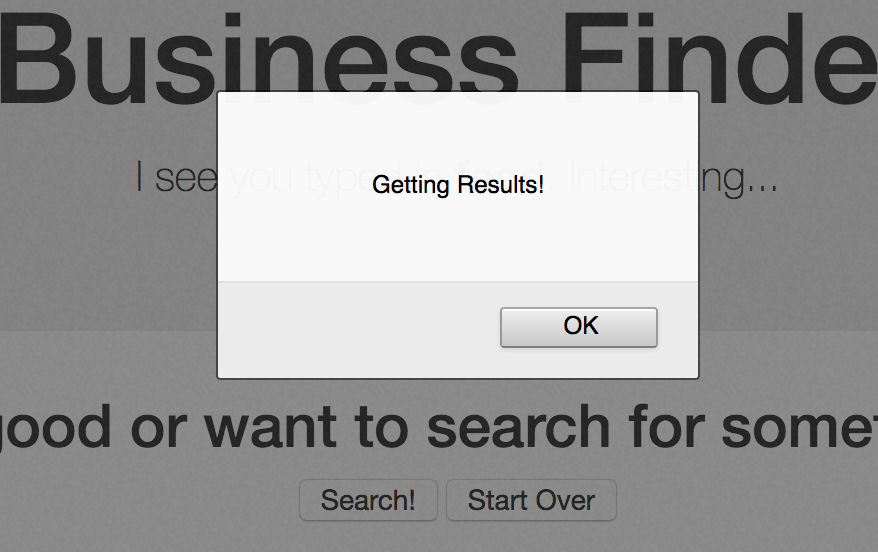 Business Finde
I see you typed in food. Interesting...
Getting Results!
OK
good or want to search for somet
Search!
Start Over